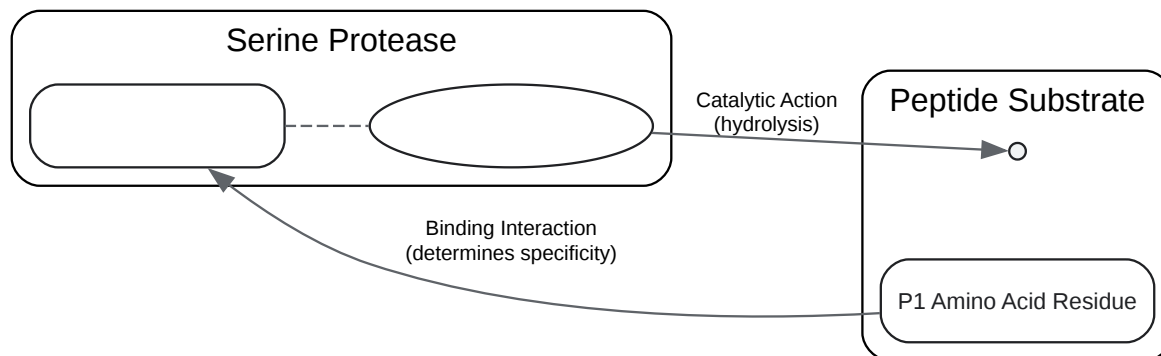 Serine Protease
Catalytic Action
(hydrolysis)
Peptide Substrate
Binding Interaction
(determines specificity)
P1 Amino Acid Residue